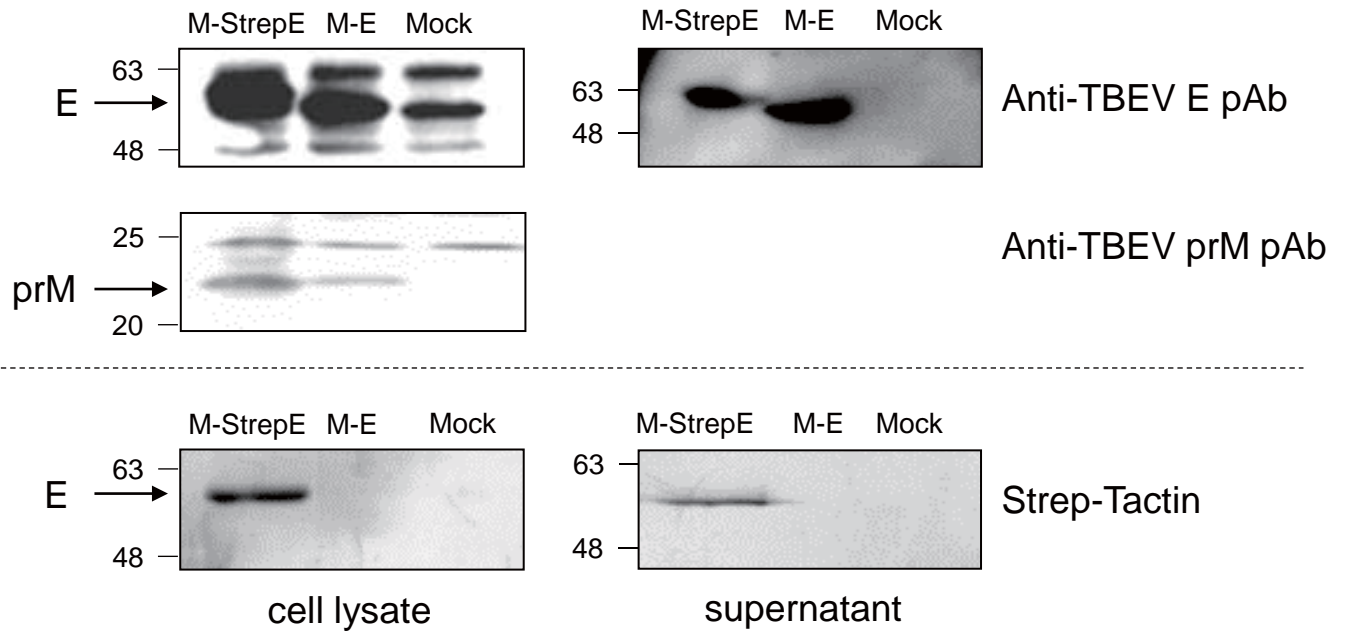 M-StrepE M-E Mock M-StrepE M-E Mock
63
E
48
63
48
Anti-TBEV E pAb
25
prM
20
Anti-TBEV prM pAb
M-StrepE M-E Mock M-StrepE M-E Mock
63
E
48
63
48
Strep-Tactin
cell lysate supernatant